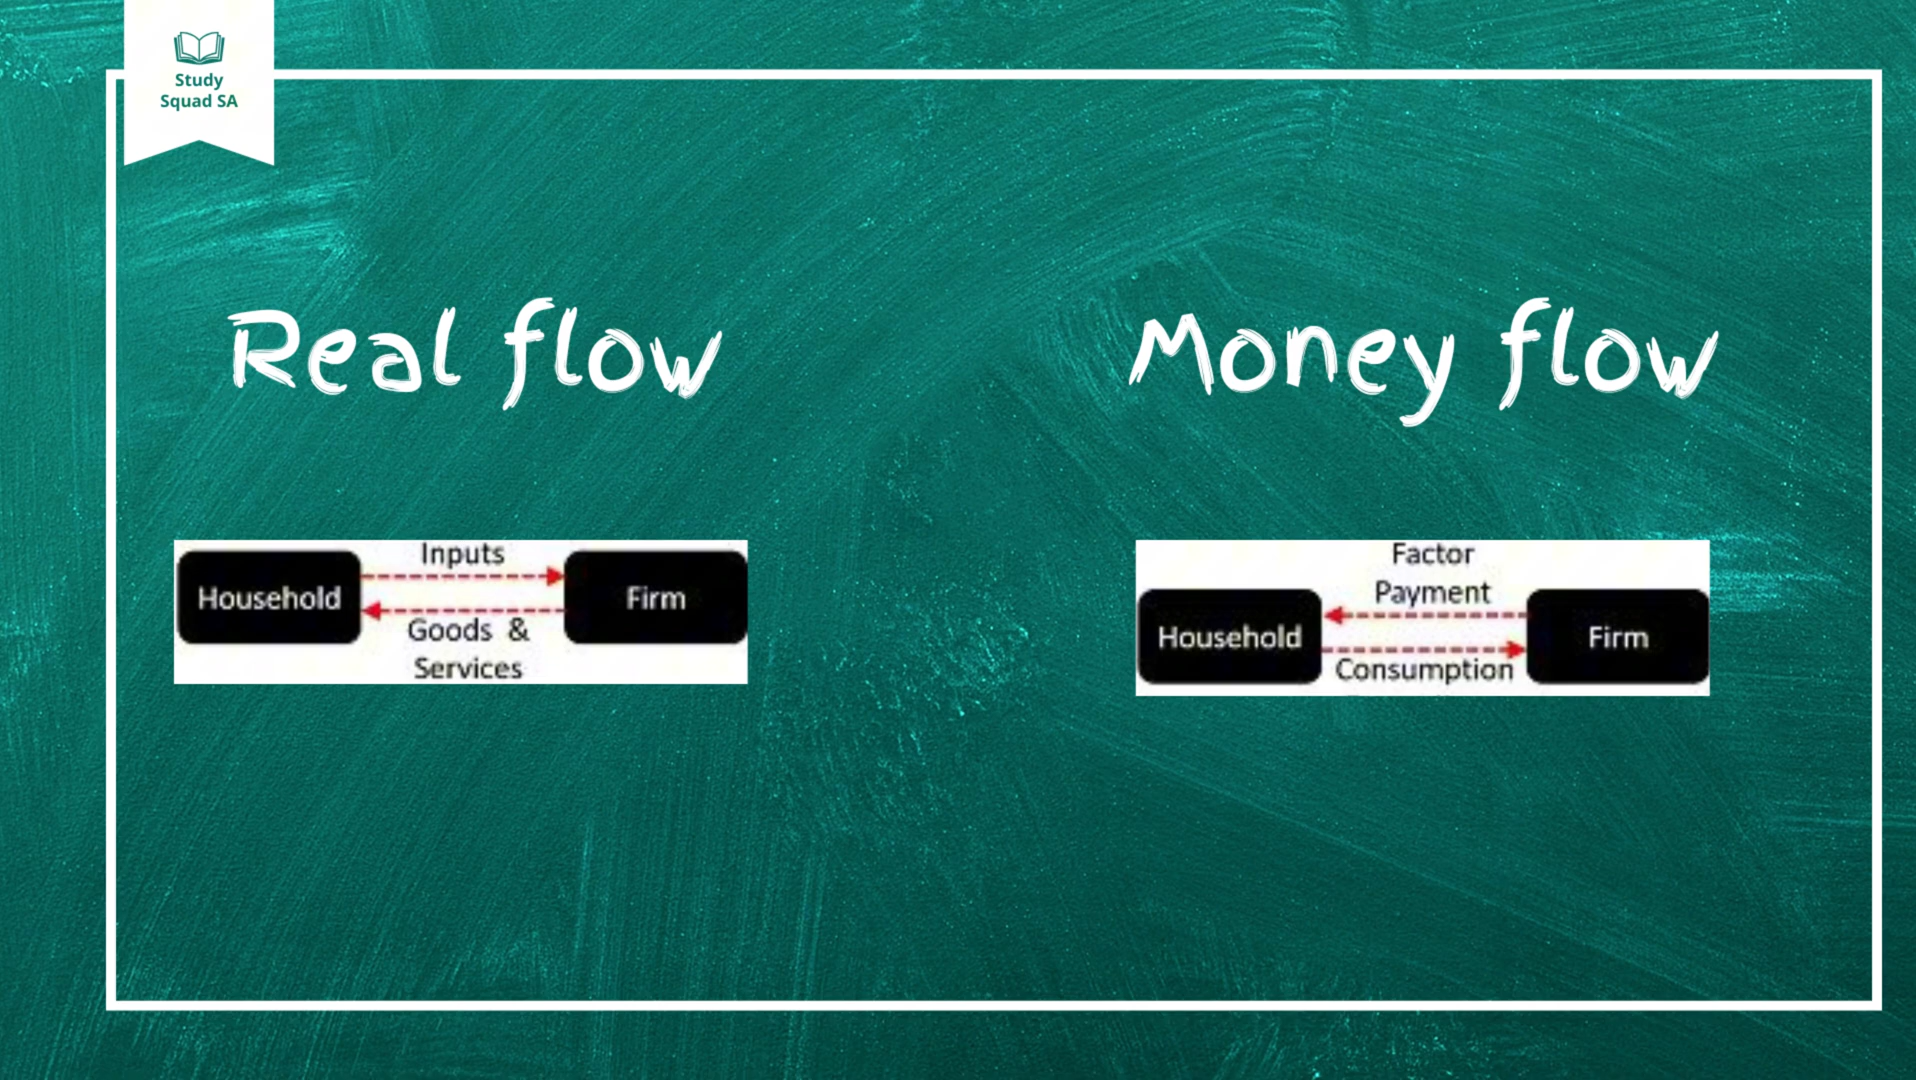 Study
Squad SA
Real flow
Money flow
Inputs
Household
Firm
Goods &
Services
Factor
Payment
Household
Firm
Consumption